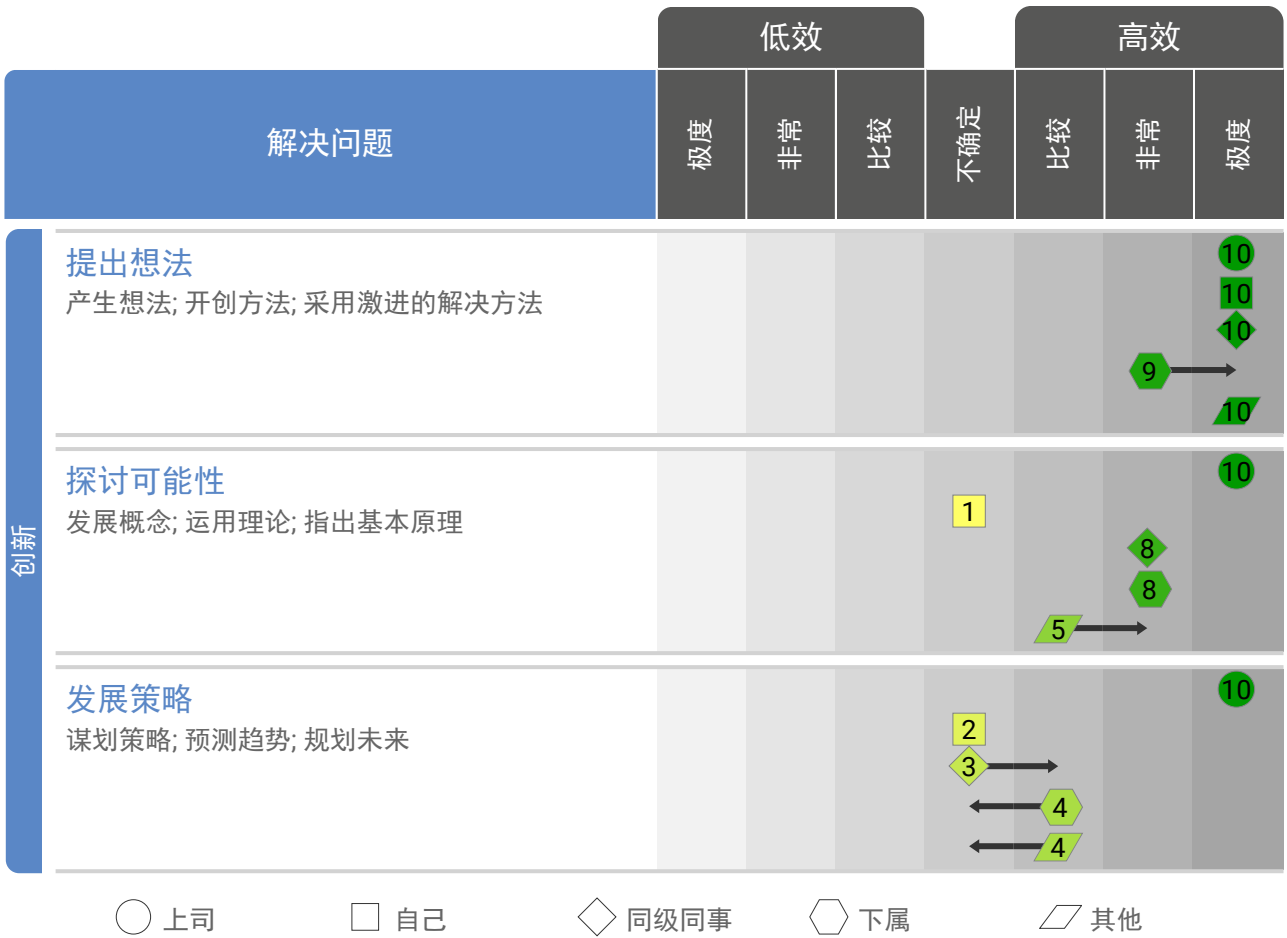 低效
高效
解决问题
极度
非常
比较
不确定
比较
非常
极度
创新
提出想法
产生想法; 开创方法; 采用激进的解决方法
10
10
10
9
10
探讨可能性
发展概念; 运用理论; 指出基本原理
10
1
8
8
5
发展策略
谋划策略; 预测趋势; 规划未来
10
2
3
4
4
上司
自己
同级同事
下属
其他